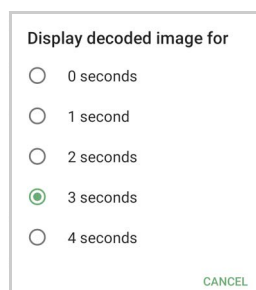 Display decoded image for
0 seconds
1 second
2 seconds
3 seconds
4 seconds
CANCEL